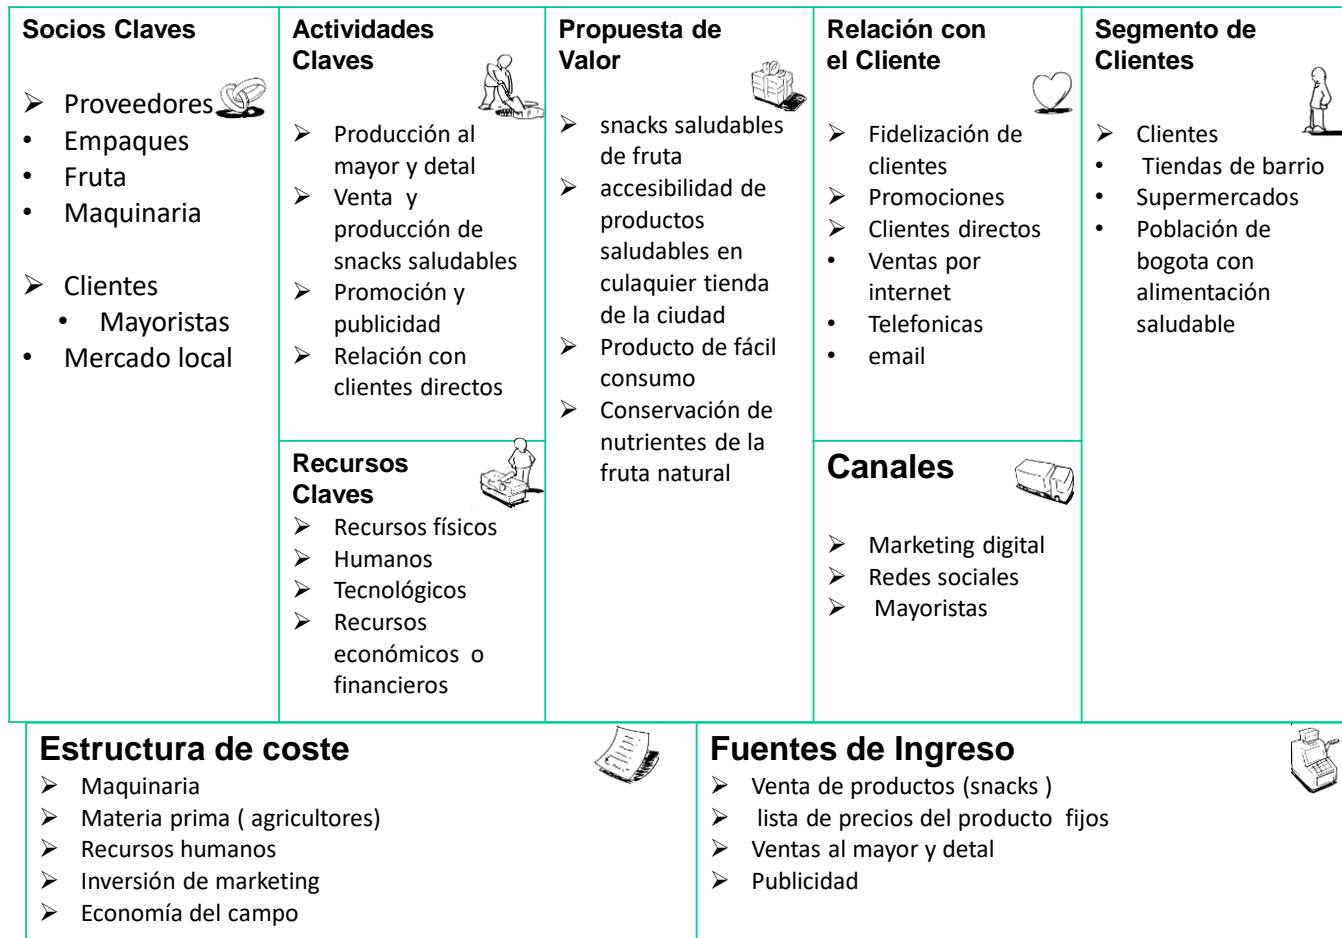 Socios Claves
➢ Proveedores
• Empaques
• Fruta
• Maquinaria
➢ Clientes
• Mayoristas
• Mercado local
Actividades
Claves
➢ Producción al
mayor y detal
➢ Venta y
producción de
snacks saludables
➢ Promoción y
publicidad
➢ Relación con
clientes directos
Recursos
Claves
➢ Recursos físicos
➢ Humanos
➢ Tecnológicos
➢ Recursos
económicos o
financieros
Propuesta de
Valor
➢ snacks saludables
de fruta
➢ accesibilidad de
productos
saludables en
culaquier tienda
de la ciudad
➢ Producto de fácil
consumo
➢ Conservación de
nutrientes de la
fruta natural
Relación con
el Cliente
➢ Fidelización de
clientes
➢ Promociones
➢ Clientes directos
• Ventas por
internet
• Telefonicas
• email
Canales
➢ Marketing digital
➢ Redes sociales
➢ Mayoristas
Segmento de
Clientes
➢ Clientes
• Tiendas de barrio
• Supermercados
• Población de
bogota con
alimentación
saludable
Estructura de coste
➢ Maquinaria
➢ Materia prima ( agricultores)
➢ Recursos humanos
➢ Inversión de marketing
➢ Economía del campo
Fuentes de Ingreso
➢ Venta de productos (snacks )
➢ lista de precios del producto fijos
➢ Ventas al mayor y detal
➢ Publicidad